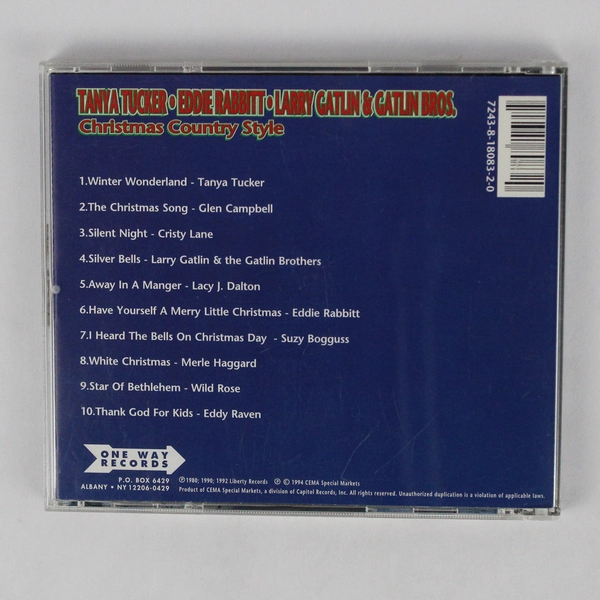 TANYA TUCKER • EDDIE RABBITT • LARRY GATLIN & GATLIN BROS.
Christmas Country Style
7243-8-18083-2-0
1.Winter Wonderland - Tanya Tucker
2.The Christmas Song - Glen Campbell
3.Silent Night - Cristy Lane
4.Silver Bells - Larry Gatlin & the Gatlin Brothers
5.Away In A Manger - Lacy J. Dalton
6.Have Yourself A Merry Little Christmas - Eddie Rabbitt
7.I Heard The Bells On Christmas Day - Suzy Bogguss
8.White Christmas - Merle Haggard
9.Star Of Bethlehem - Wild Rose
10.Thank God For Kids - Eddy Raven
ONE WAY
RECORDS
P.O. BOX 6429
ALBANY • NY 12206-0429
℗1980; 1990; 1992 Liberty Records ℗ © 1994 CEMA Special Markets
Product of CEMA Special Markets, a division of Capitol Records, Inc. All rights reserved. Unauthorized duplication is a violation of applicable laws.